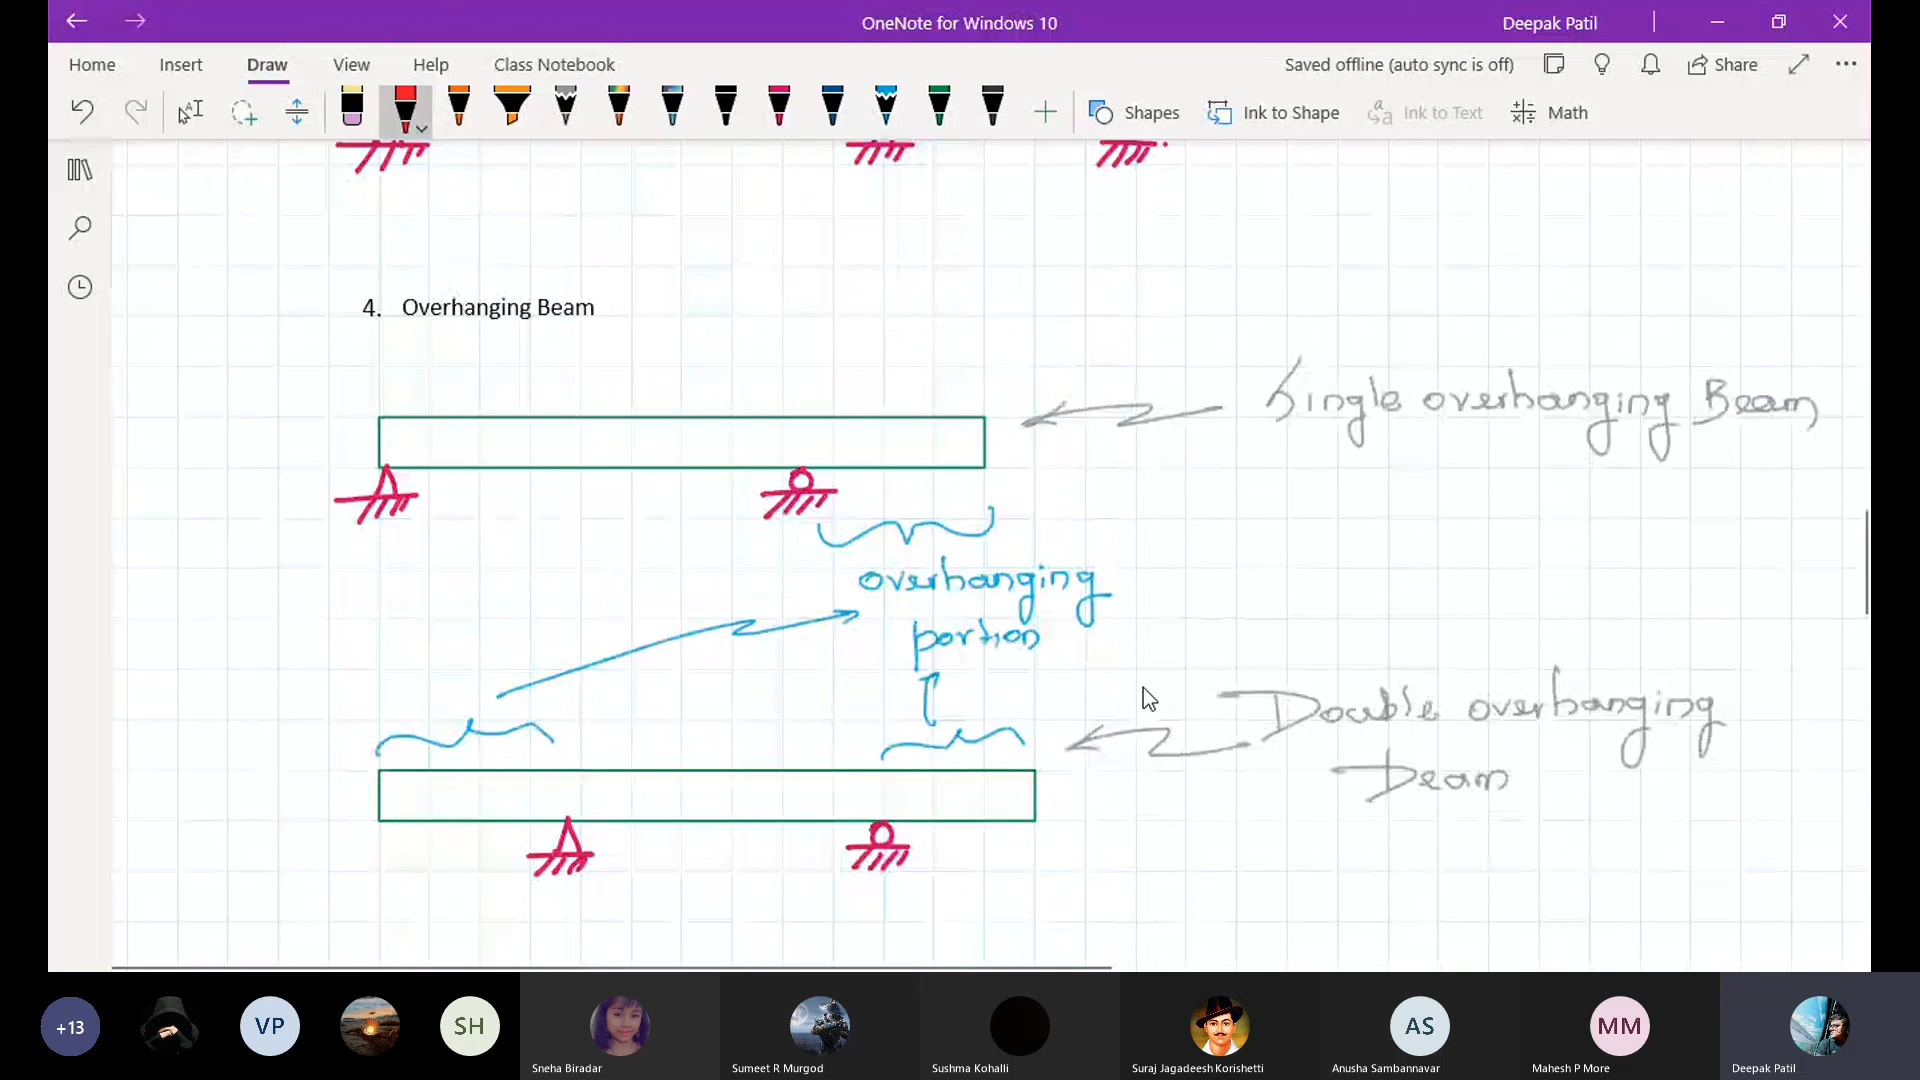 OneNote for Windows 10
Deepak Patil
Home Insert Draw View Help Class Notebook
Saved offline (auto sync is off)
Share
Shapes
Ink to Shape
Ink to Text
Math
4. Overhanging Beam
Single overhanging Beam
overhanging
portion
Double overhanging
Beam
+13
VP
SH
AS
MM
Sneha Biradar
Sumeet R Murgod
Sushma Kohalli
Suraj Jagadeesh Korishetti
Anusha Sambannavar
Mahesh P More
Deepak Patil